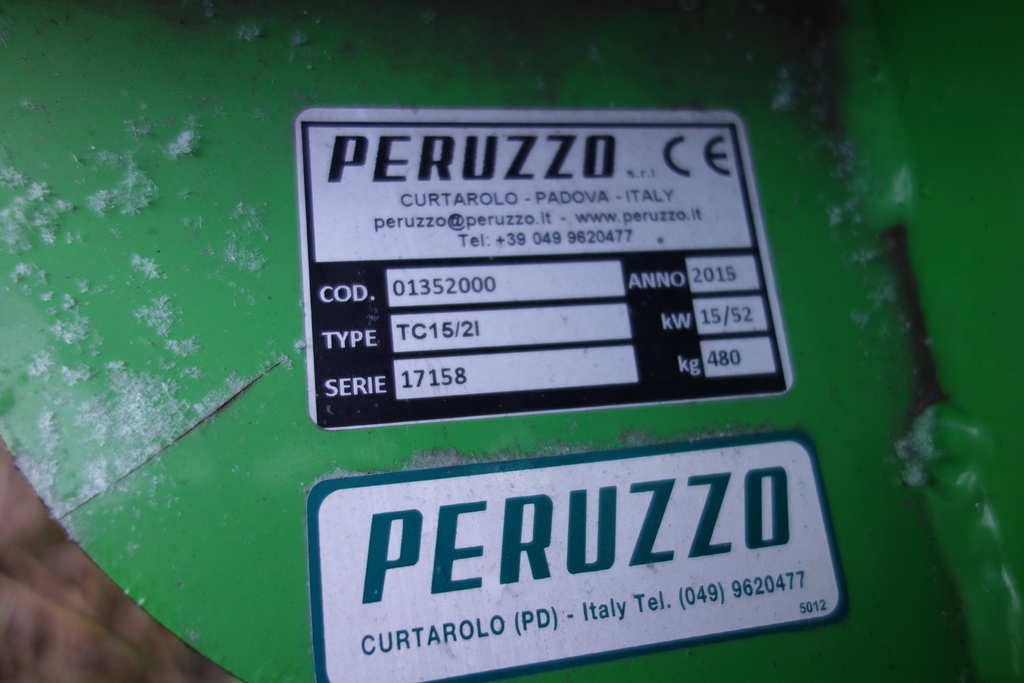 PERUZZO s.r.l CE
CURTAROLO - PADOVA - ITALY
peruzzo@peruzzo.it - www.peruzzo.it
Tel: +39 049 9620477
COD. 01352000 ANNO 2015
TYPE TC15/2I kW 15/52
SERIE 17158 kg 480
PERUZZO
CURTAROLO (PD) - Italy Tel. (049) 9620477
5012